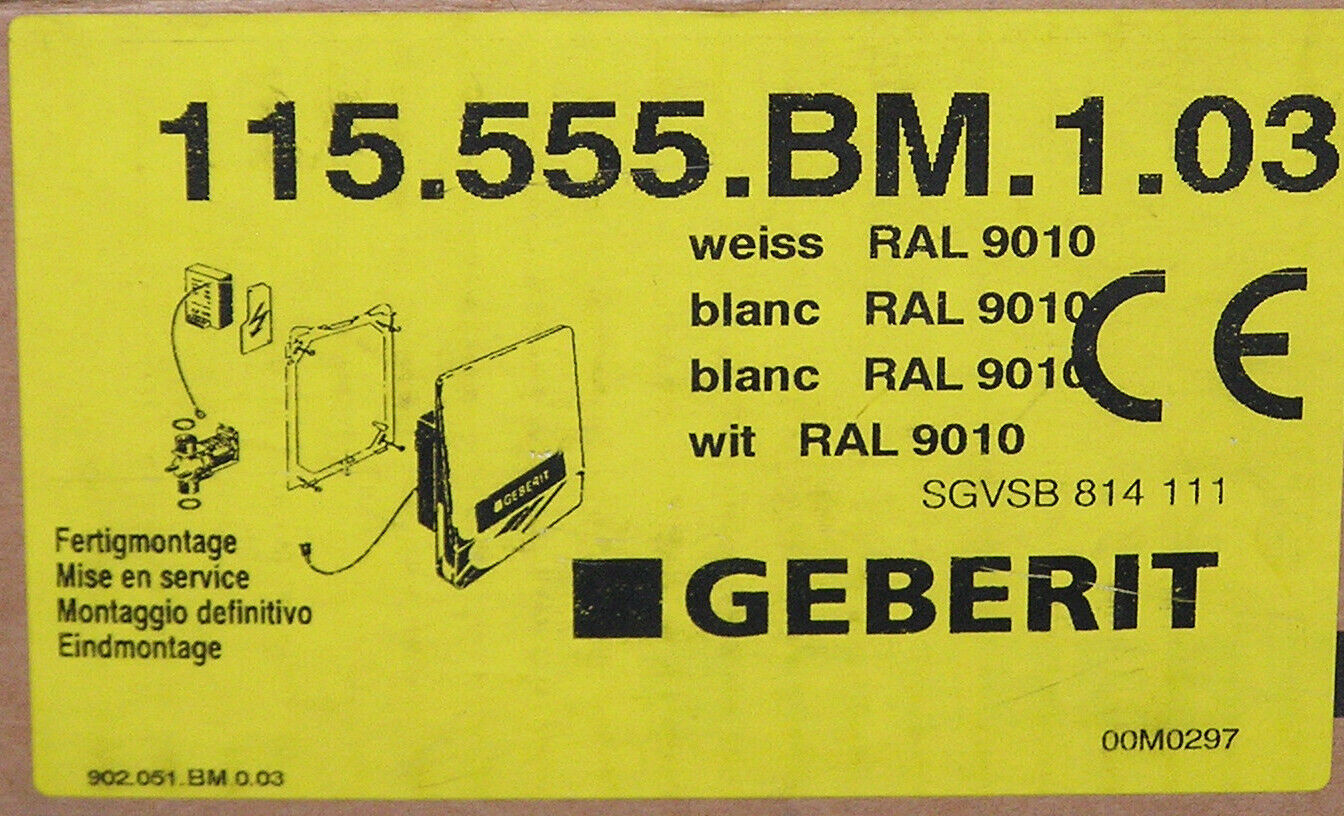 115.555.BM.1.03
weiss RAL 9010
blanc RAL 9010
blanc RAL 9010
wit RAL 9010
CE
SGVSB 814 111
GEBERIT
Fertigmontage
Mise en service
Montaggio definitivo
Eindmontage
GEBERIT
00M0297
902.051.BM.0.03